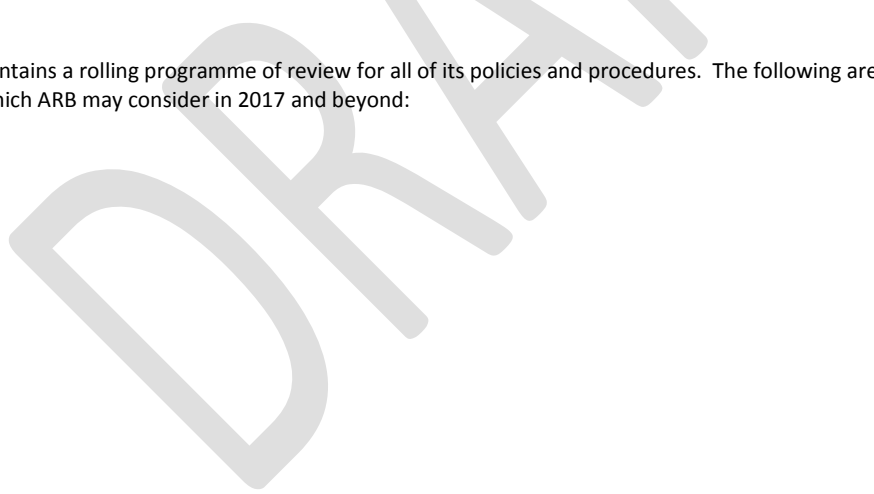 ntains a rolling programme of review for all of its policies and procedures.  The following are
hich ARB may consider in 2017 and beyond:
DRA